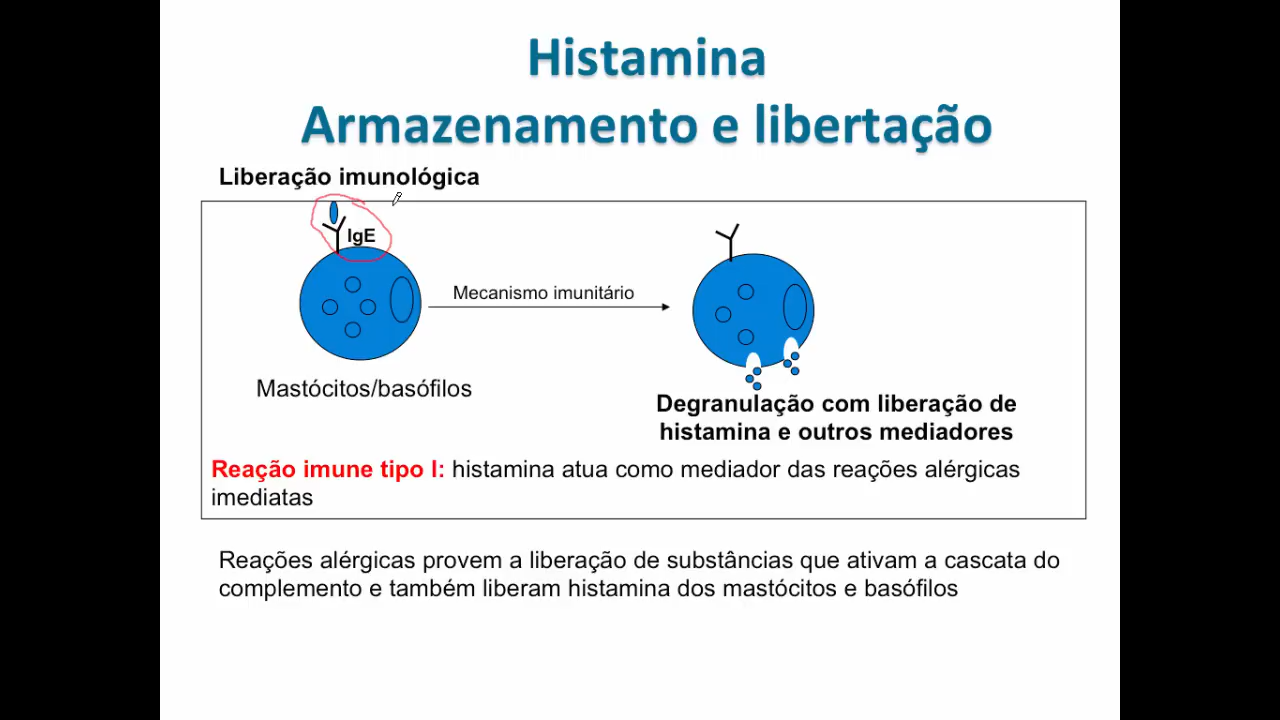 Histamina
Armazenamento e libertação
Liberação imunológica
IgE
Mecanismo imunitário
Mastócitos/basófilos
Degranulação com liberação de
histamina e outros mediadores
Reação imune tipo I: histamina atua como mediador das reações alérgicas
imediatas
Reações alérgicas provem a liberação de substâncias que ativam a cascata do
complemento e também liberam histamina dos mastócitos e basófilos